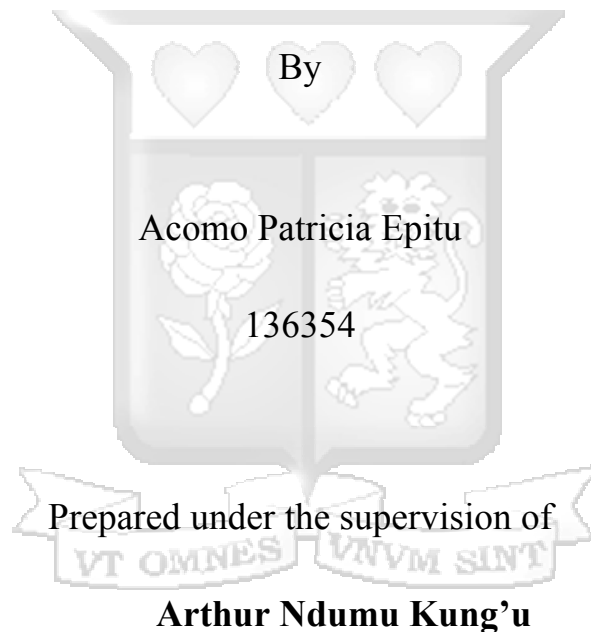 By
Acomo Patricia Epitu
136354
Prepared under the supervision of
VT OMNES VNVM SINT
Arthur Ndumu Kung’u